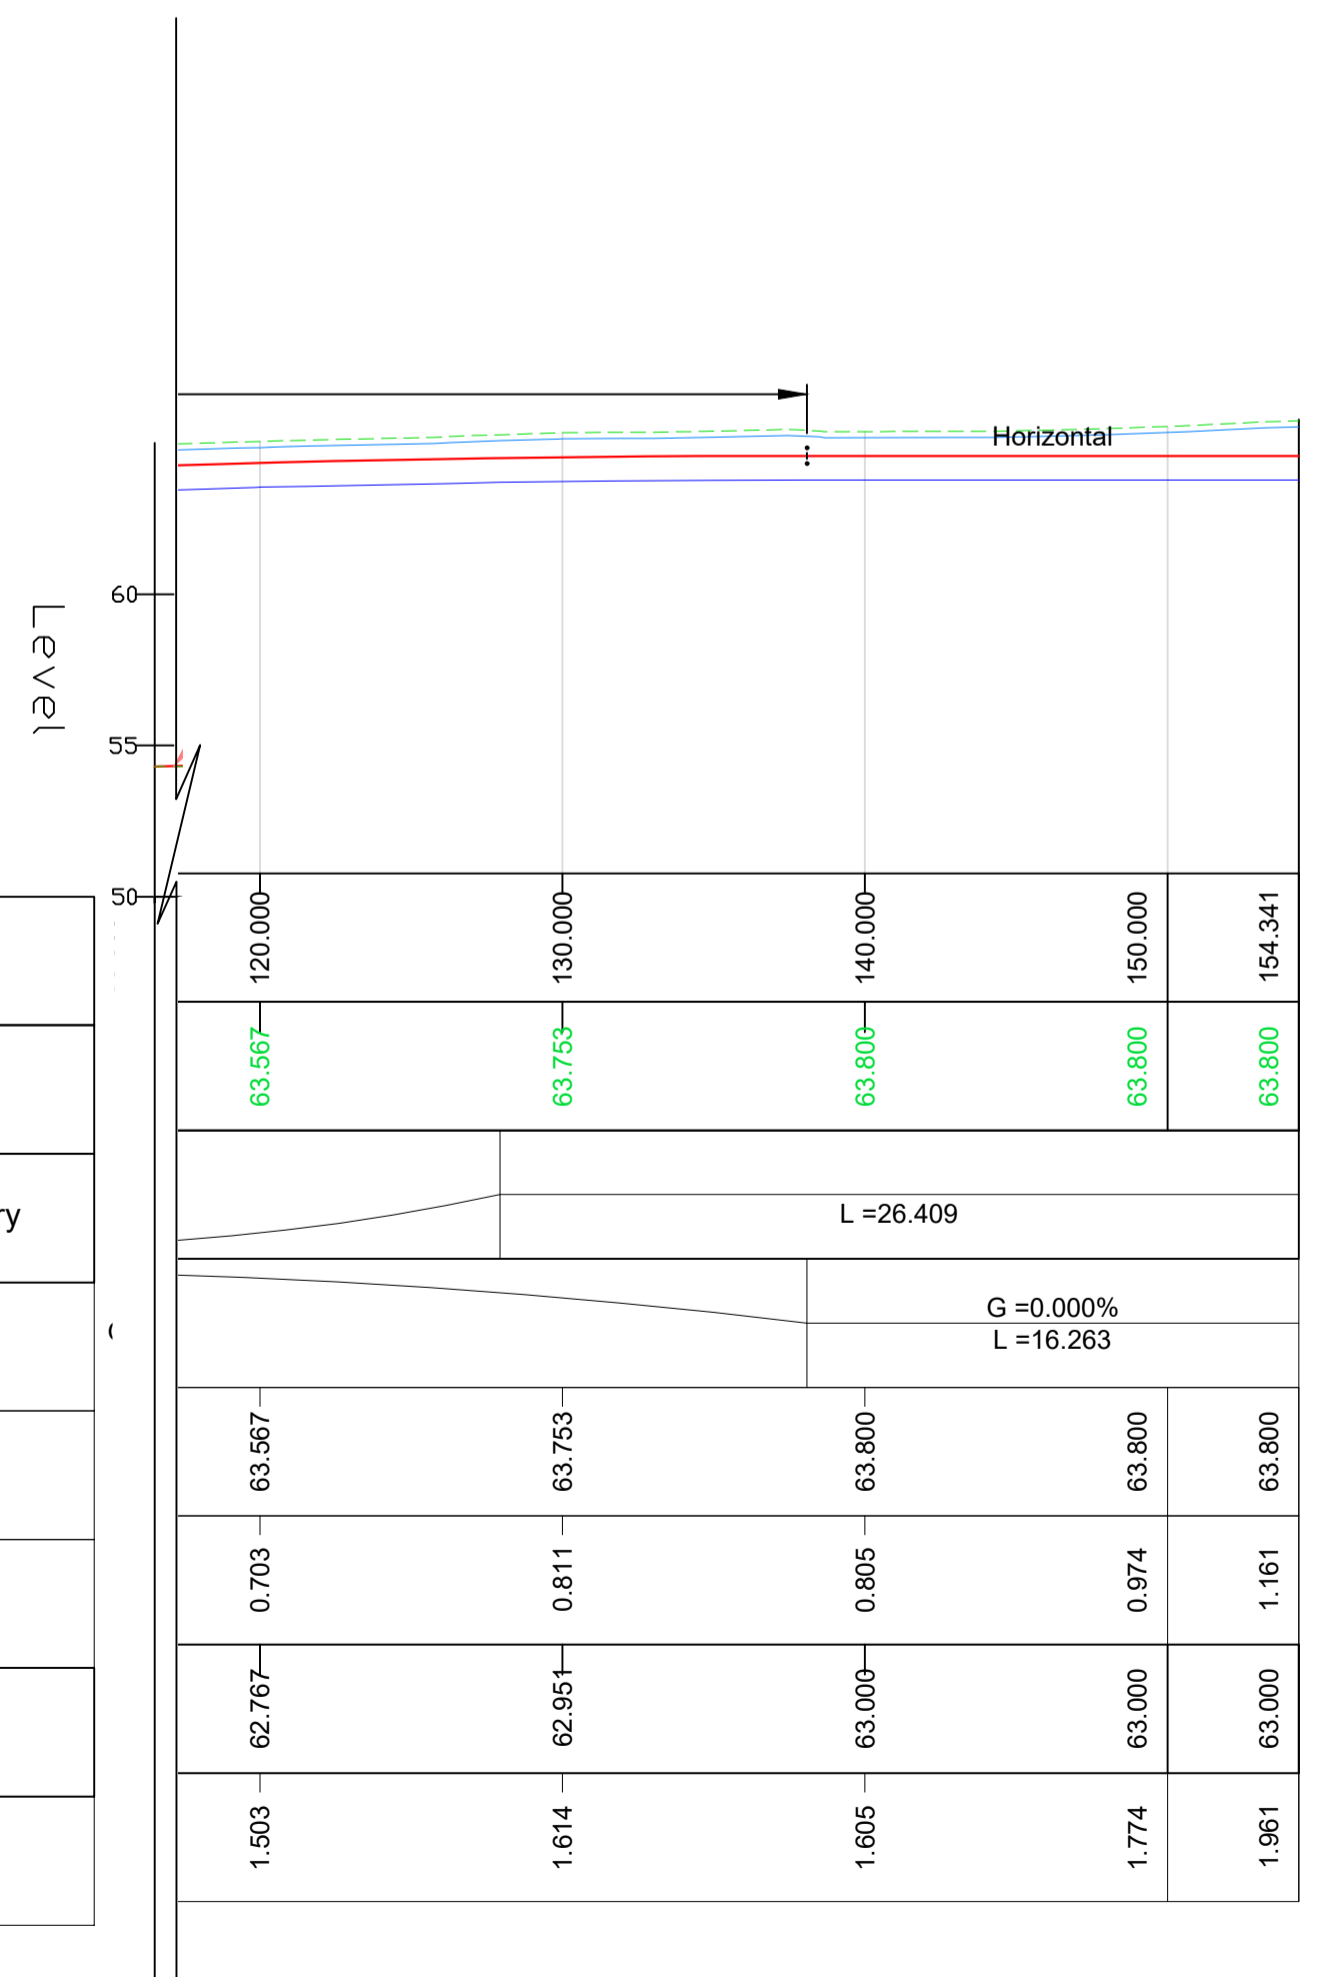 Horizontal
Level
60
55
50
120.000 130.000 140.000 150.000 154.341
63.567 63.753 63.800 63.800 63.800
ry
L =26.409
G =0.000%
L =16.263
63.567 63.753 63.800 63.800 63.800
0.703 0.811 0.805 0.974 1.161
62.767 62.951 63.000 63.000 63.000
1.503 1.614 1.605 1.774 1.961